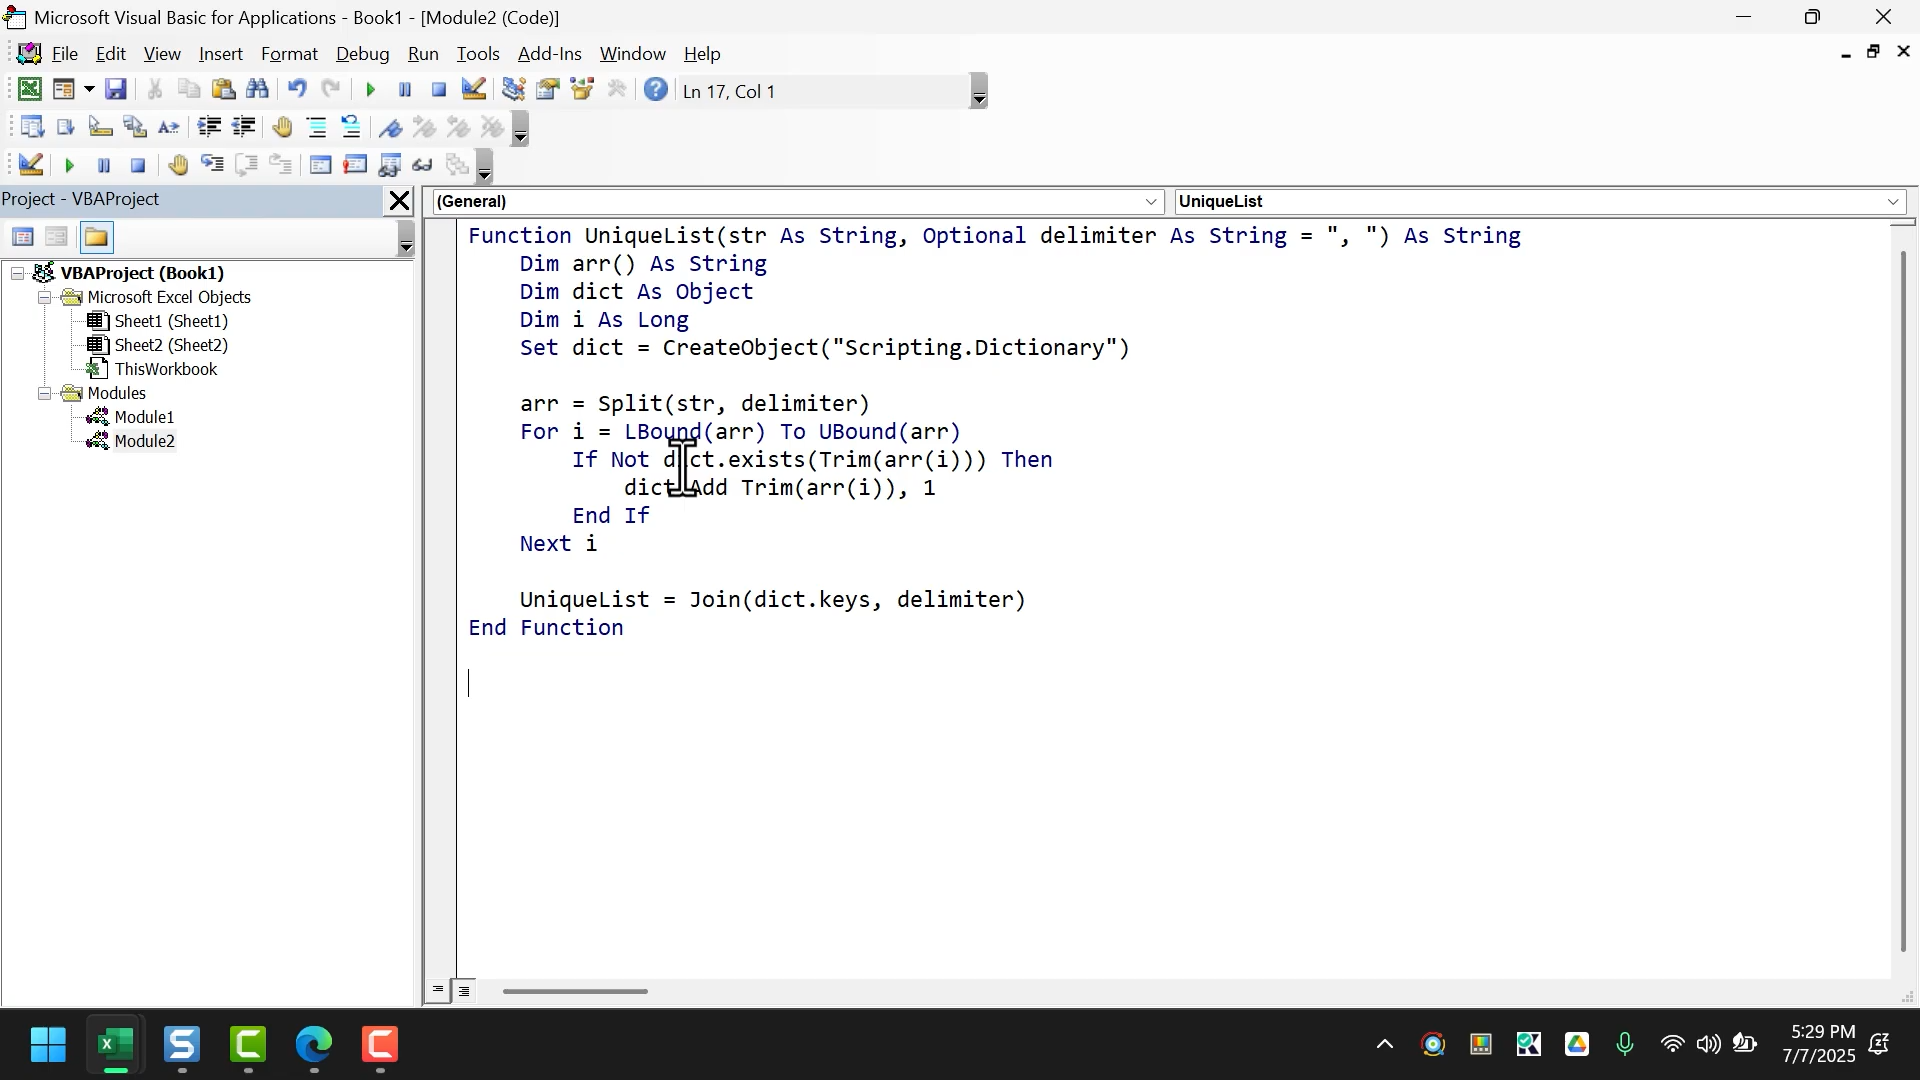 Microsoft Visual Basic for Applications - Book1 - [Module2 (Code)]
File Edit View Insert Format Debug Run Tools Add-Ins Window Help
Ln 17, Col 1
Project - VBAProject
(General)
UniqueList
VBAProject (Book1)
Microsoft Excel Objects
Sheet1 (Sheet1)
Sheet2 (Sheet2)
ThisWorkbook
Modules
Module1
Module2
Function UniqueList(str As String, Optional delimiter As String = ", ") As String
Dim arr() As String
Dim dict As Object
Dim i As Long
Set dict = CreateObject("Scripting.Dictionary")
arr = Split(str, delimiter)
For i = LBound(arr) To UBound(arr)
If Not dict.exists(Trim(arr(i))) Then
dict.Add Trim(arr(i)), 1
End If
Next i
UniqueList = Join(dict.keys, delimiter)
End Function
5:29 PM
7/7/2025